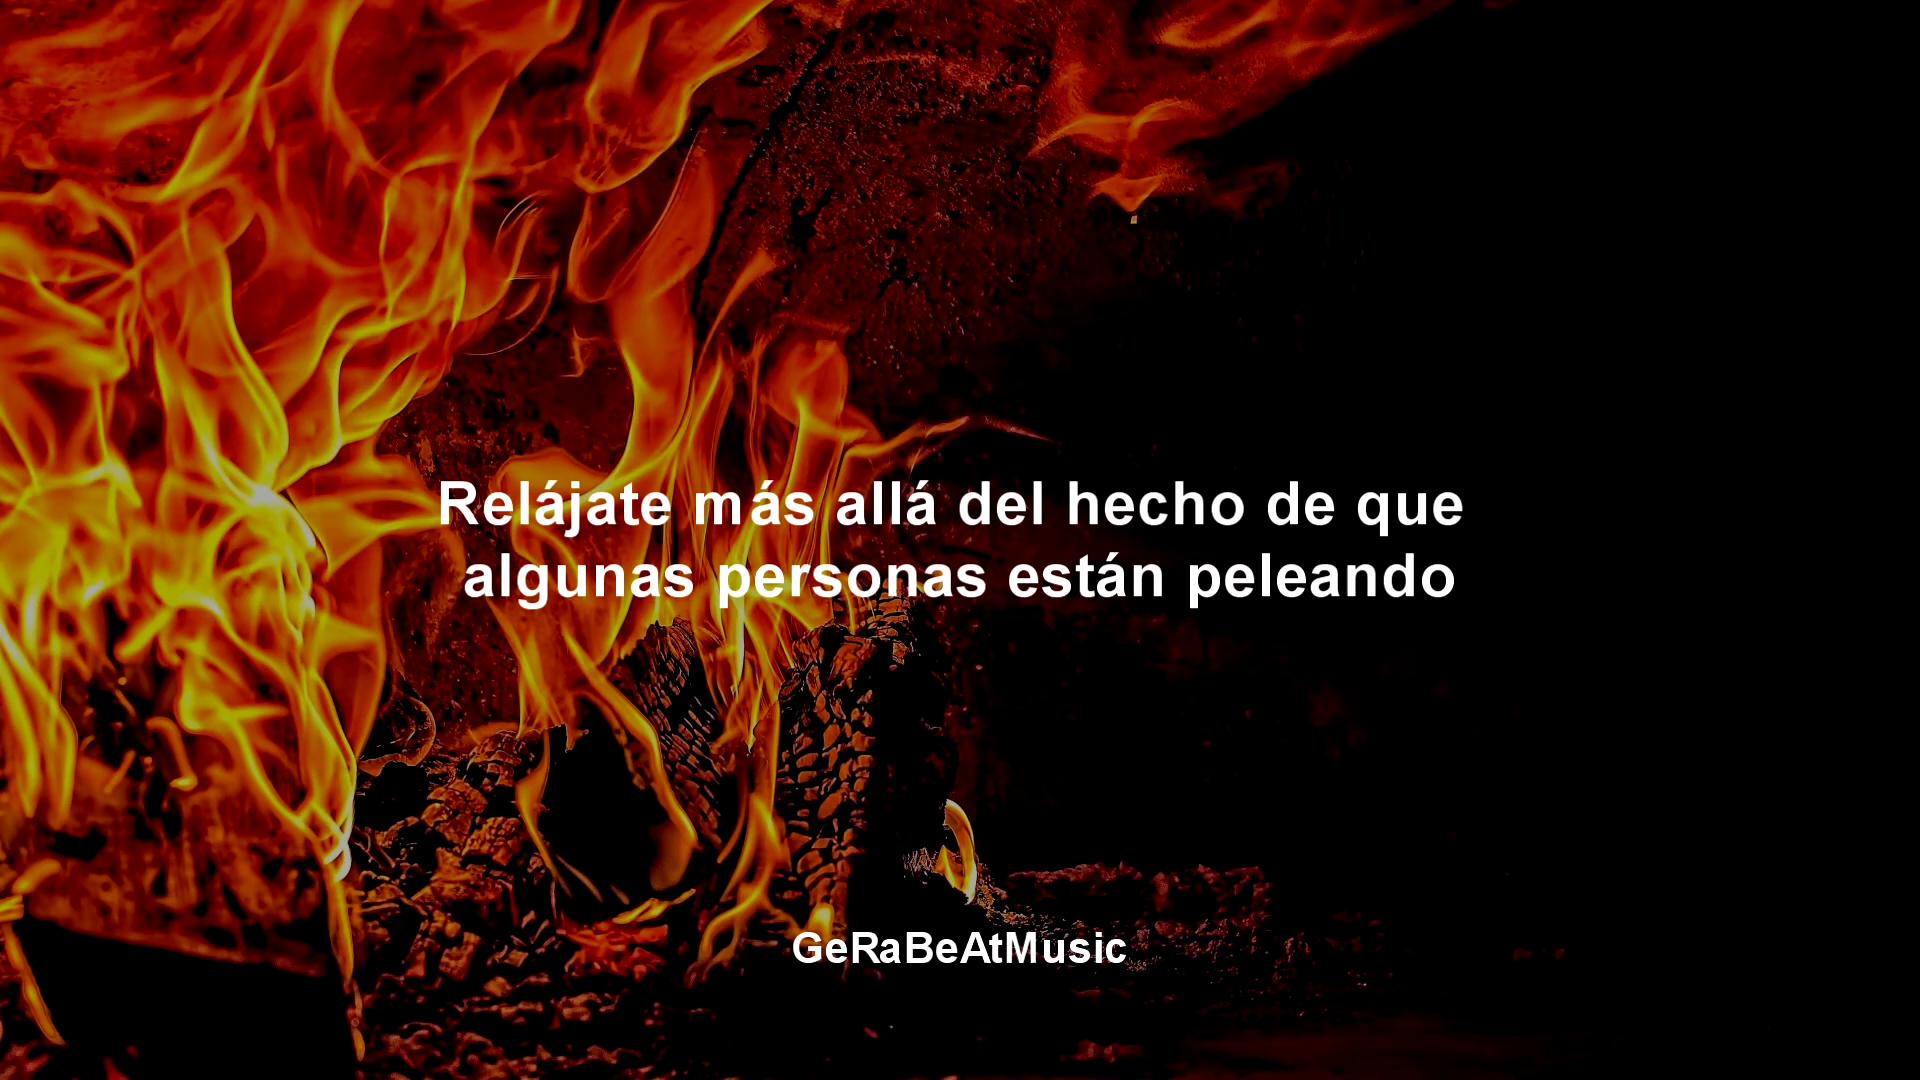 Relájate más allá del hecho de que
algunas personas están peleando
GeRaBeAtMusic